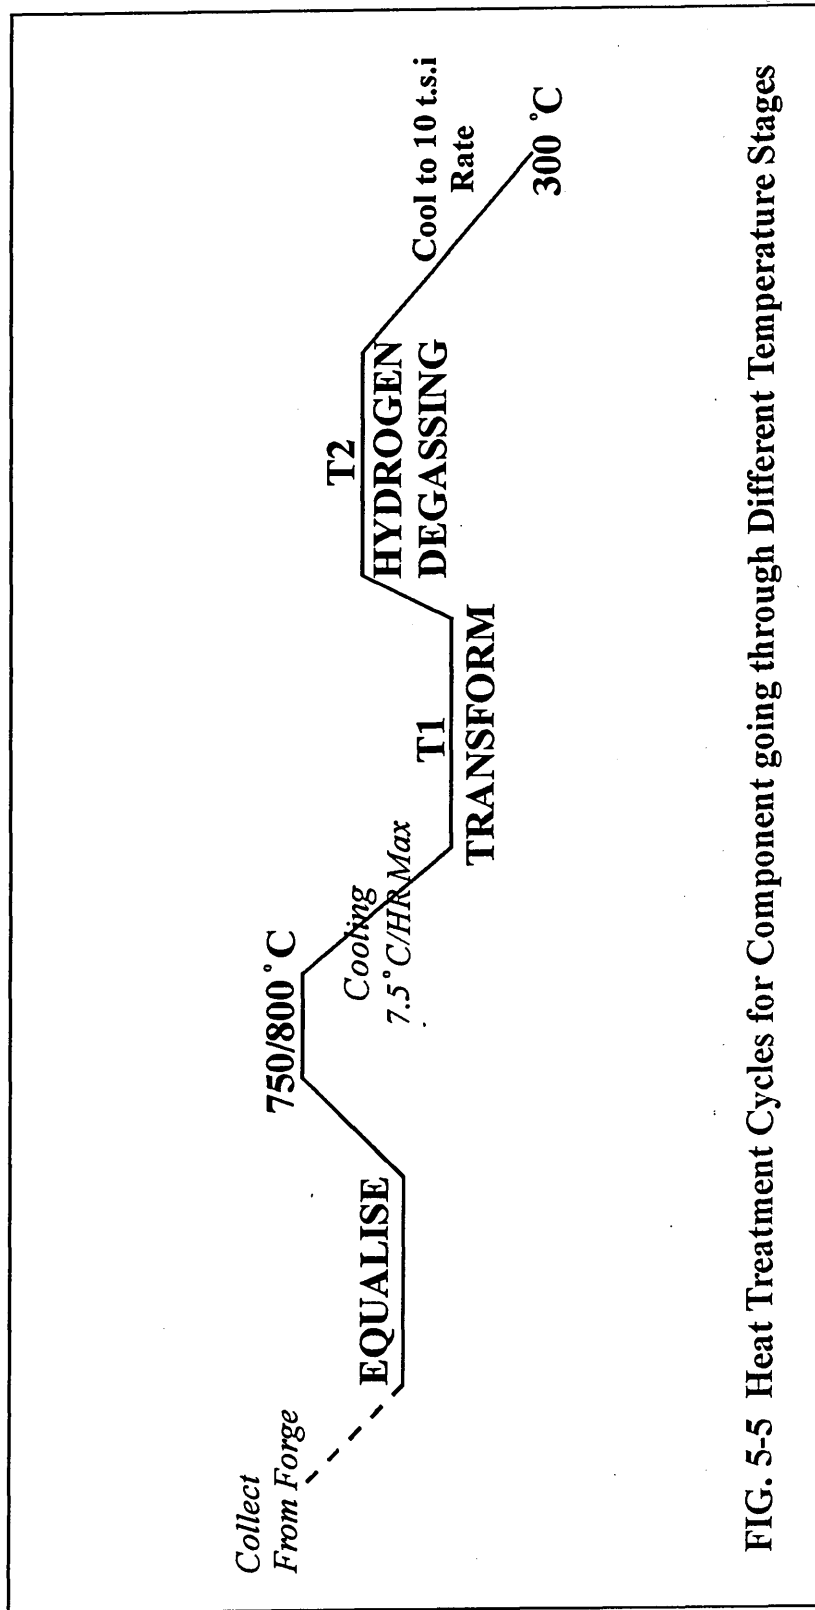 Collect
From Forge
EQUALISE
750/800°C
Cooling
7.5°C/HR Max
T1
TRANSFORM
T2
HYDROGEN
DEGASSING
Cool to 10 t.s.i
Rate
300 °C
FIG. 5-5 Heat Treatment Cycles for Component going through Different Temperature Stages